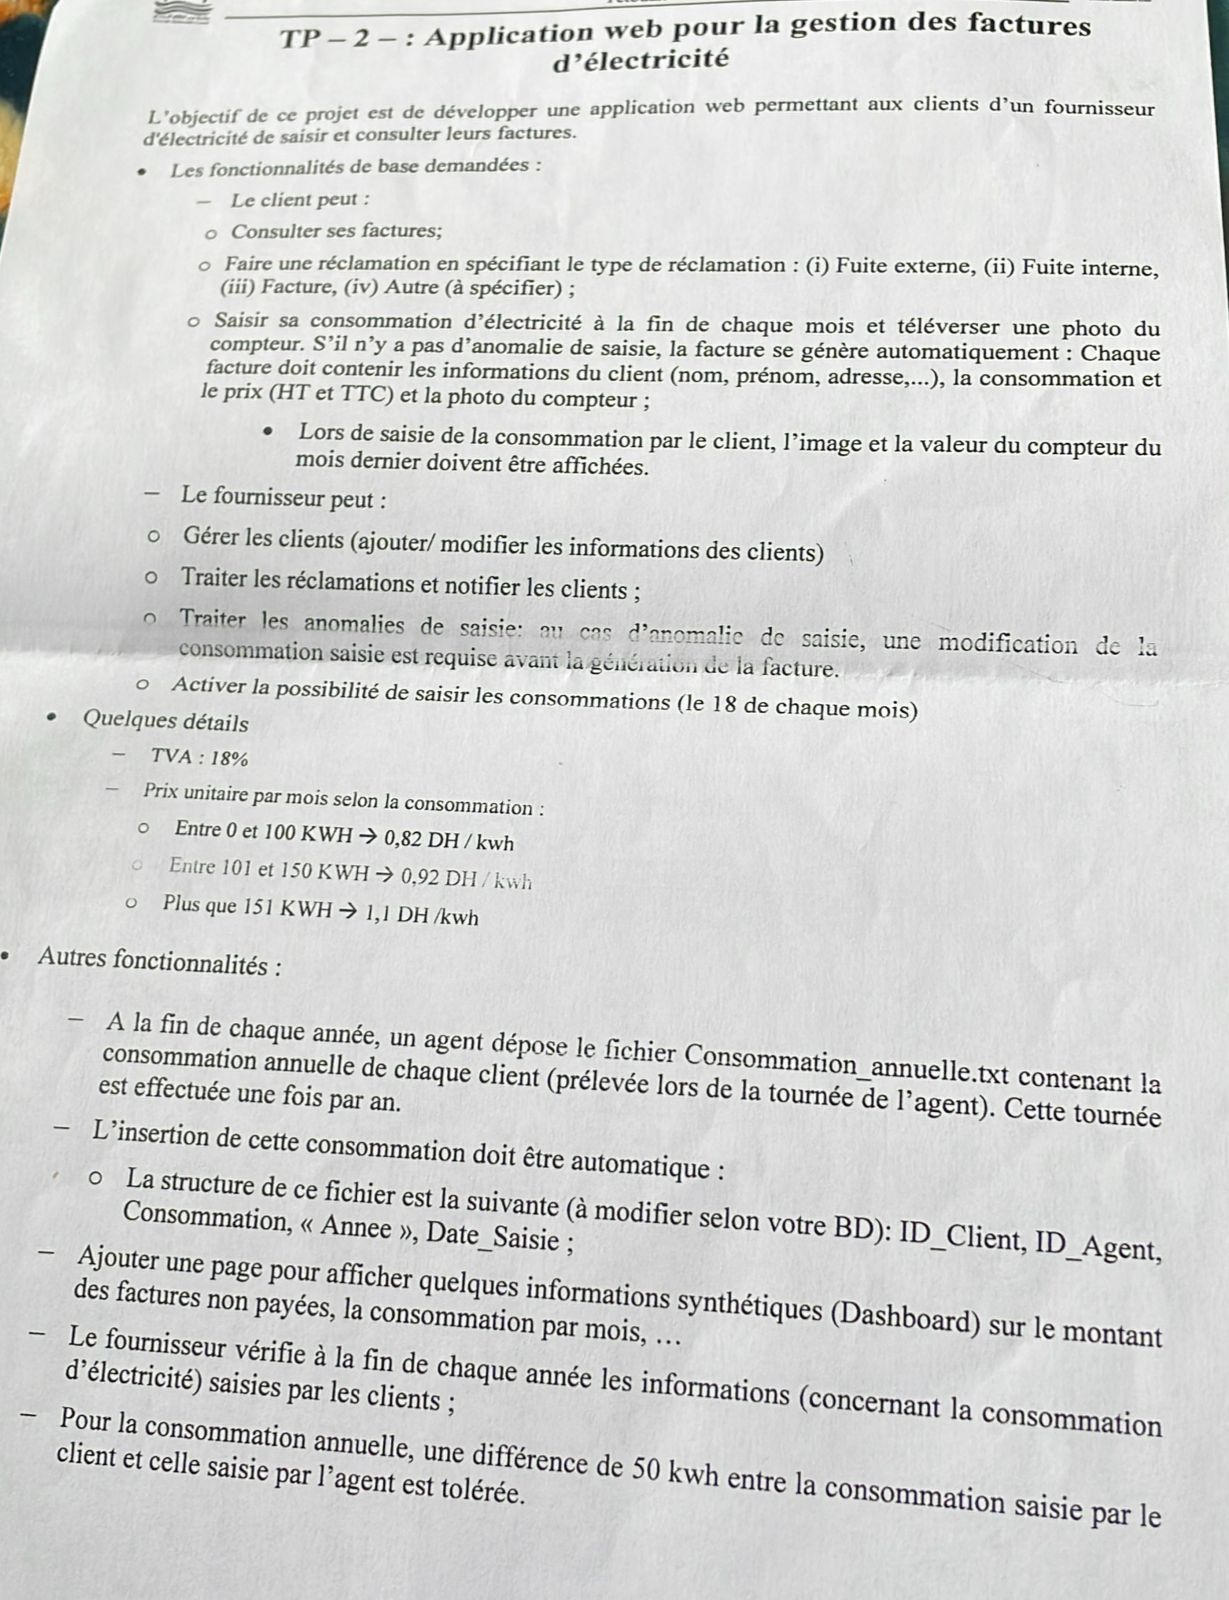 TP – 2 – : Application web pour la gestion des factures
d'électricité
L'objectif de ce projet est de développer une application web permettant aux clients d'un fournisseur
d'électricité de saisir et consulter leurs factures.
• Les fonctionnalités de base demandées :
– Le client peut :
o Consulter ses factures;
o Faire une réclamation en spécifiant le type de réclamation : (i) Fuite externe, (ii) Fuite interne,
(iii) Facture, (iv) Autre (à spécifier) ;
o Saisir sa consommation d'électricité à la fin de chaque mois et téléverser une photo du
compteur. S'il n'y a pas d'anomalie de saisie, la facture se génère automatiquement : Chaque
facture doit contenir les informations du client (nom, prénom, adresse,...), la consommation et
le prix (HT et TTC) et la photo du compteur ;
• Lors de saisie de la consommation par le client, l'image et la valeur du compteur du
mois dernier doivent être affichées.
– Le fournisseur peut :
o Gérer les clients (ajouter/ modifier les informations des clients)
o Traiter les réclamations et notifier les clients ;
o Traiter les anomalies de saisie: au cas d'anomalie de saisie, une modification de la
consommation saisie est requise avant la génération de la facture.
o Activer la possibilité de saisir les consommations (le 18 de chaque mois)
• Quelques détails
– TVA : 18%
– Prix unitaire par mois selon la consommation :
o Entre 0 et 100 KWH → 0,82 DH / kwh
o Entre 101 et 150 KWH → 0,92 DH / kwh
o Plus que 151 KWH → 1,1 DH /kwh
• Autres fonctionnalités :
– A la fin de chaque année, un agent dépose le fichier Consommation_annuelle.txt contenant la
consommation annuelle de chaque client (prélevée lors de la tournée de l'agent). Cette tournée
est effectuée une fois par an.
– L'insertion de cette consommation doit être automatique :
o La structure de ce fichier est la suivante (à modifier selon votre BD): ID_Client, ID_Agent,
Consommation, « Annee », Date_Saisie ;
– Ajouter une page pour afficher quelques informations synthétiques (Dashboard) sur le montant
des factures non payées, la consommation par mois, …
– Le fournisseur vérifie à la fin de chaque année les informations (concernant la consommation
d'électricité) saisies par les clients ;
– Pour la consommation annuelle, une différence de 50 kwh entre la consommation saisie par le
client et celle saisie par l'agent est tolérée.